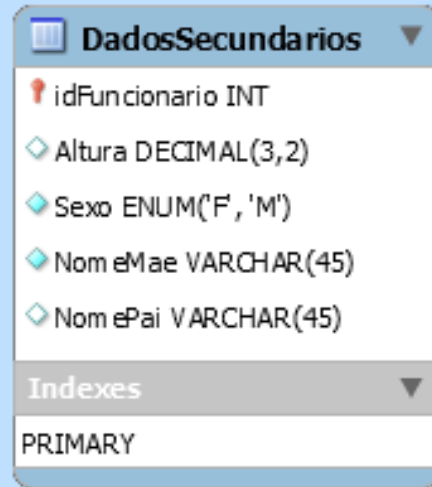 DadosSecundarios
idFuncionario INT
Altura DECIMAL(3,2)
Sexo ENUM('F', 'M')
NomeMae VARCHAR(45)
NomePai VARCHAR(45)
Indexes
PRIMARY